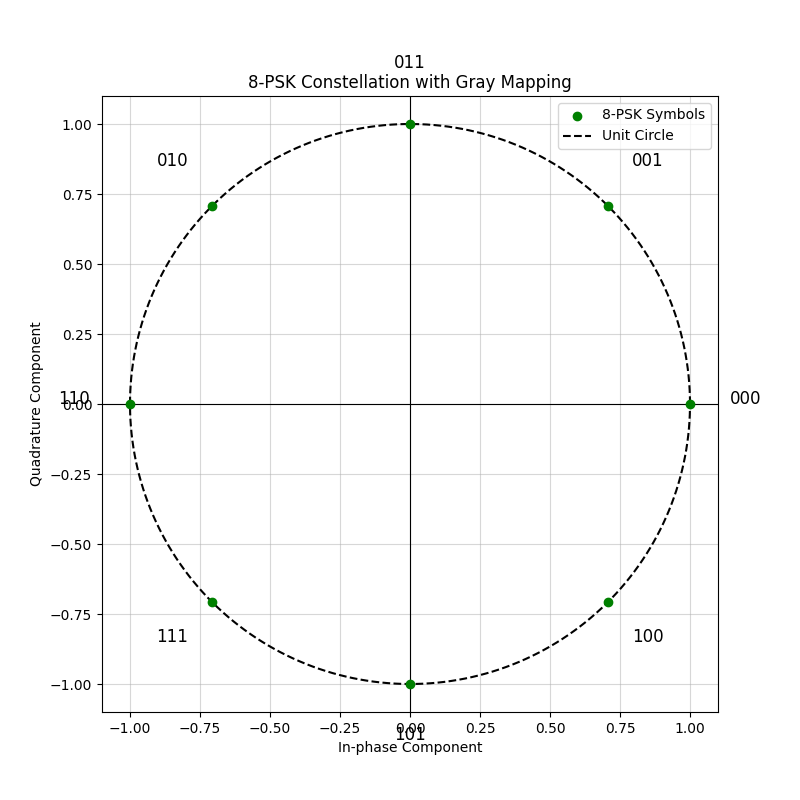 011
8-PSK Constellation with Gray Mapping
8-PSK Symbols
Unit Circle
1.00
010
001
0.75
0.50
0.25
110
0.00
000
−0.25
−0.50
−0.75
111
100
−1.00
Quadrature Component
−1.00 −0.75 −0.50 −0.25 0.00 0.25 0.50 0.75 1.00
101
In-phase Component